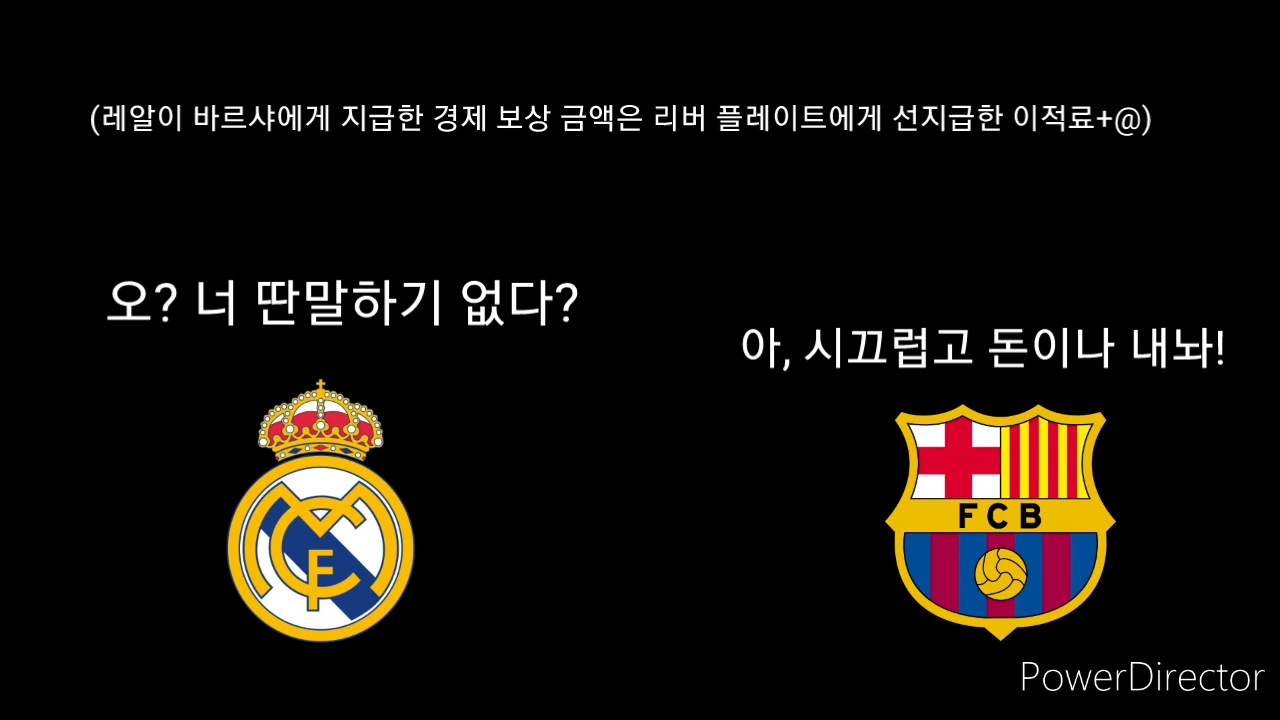 (레알이 바르샤에게 지급한 경제 보상 금액은 리버 플레이트에게 선지급한 이적료+@)
오? 너 딴말하기 없다?
아, 시끄럽고 돈이나 내놔!
FCB
PowerDirector